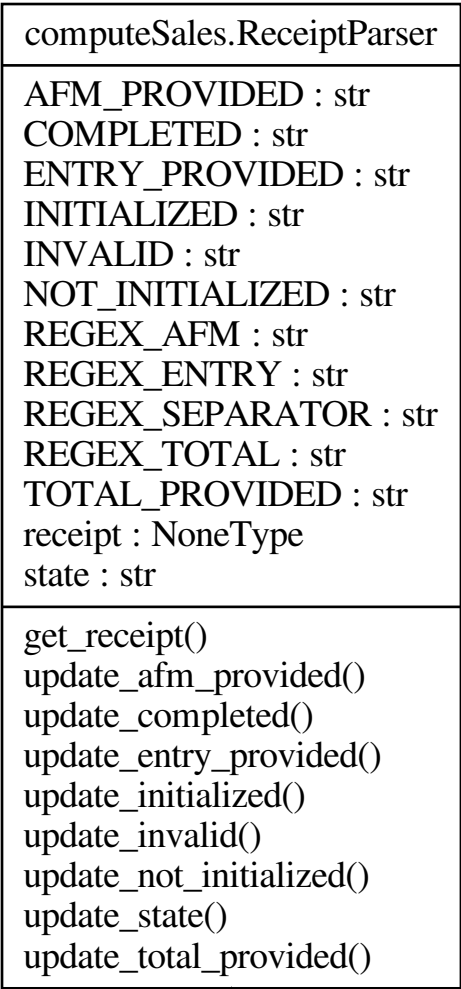 computeSales.ReceiptParser
AFM_PROVIDED : str
COMPLETED : str
ENTRY_PROVIDED : str
INITIALIZED : str
INVALID : str
NOT_INITIALIZED : str
REGEX_AFM : str
REGEX_ENTRY : str
REGEX_SEPARATOR : str
REGEX_TOTAL : str
TOTAL_PROVIDED : str
receipt : NoneType
state : str
get_receipt()
update_afm_provided()
update_completed()
update_entry_provided()
update_initialized()
update_invalid()
update_not_initialized()
update_state()
update_total_provided()